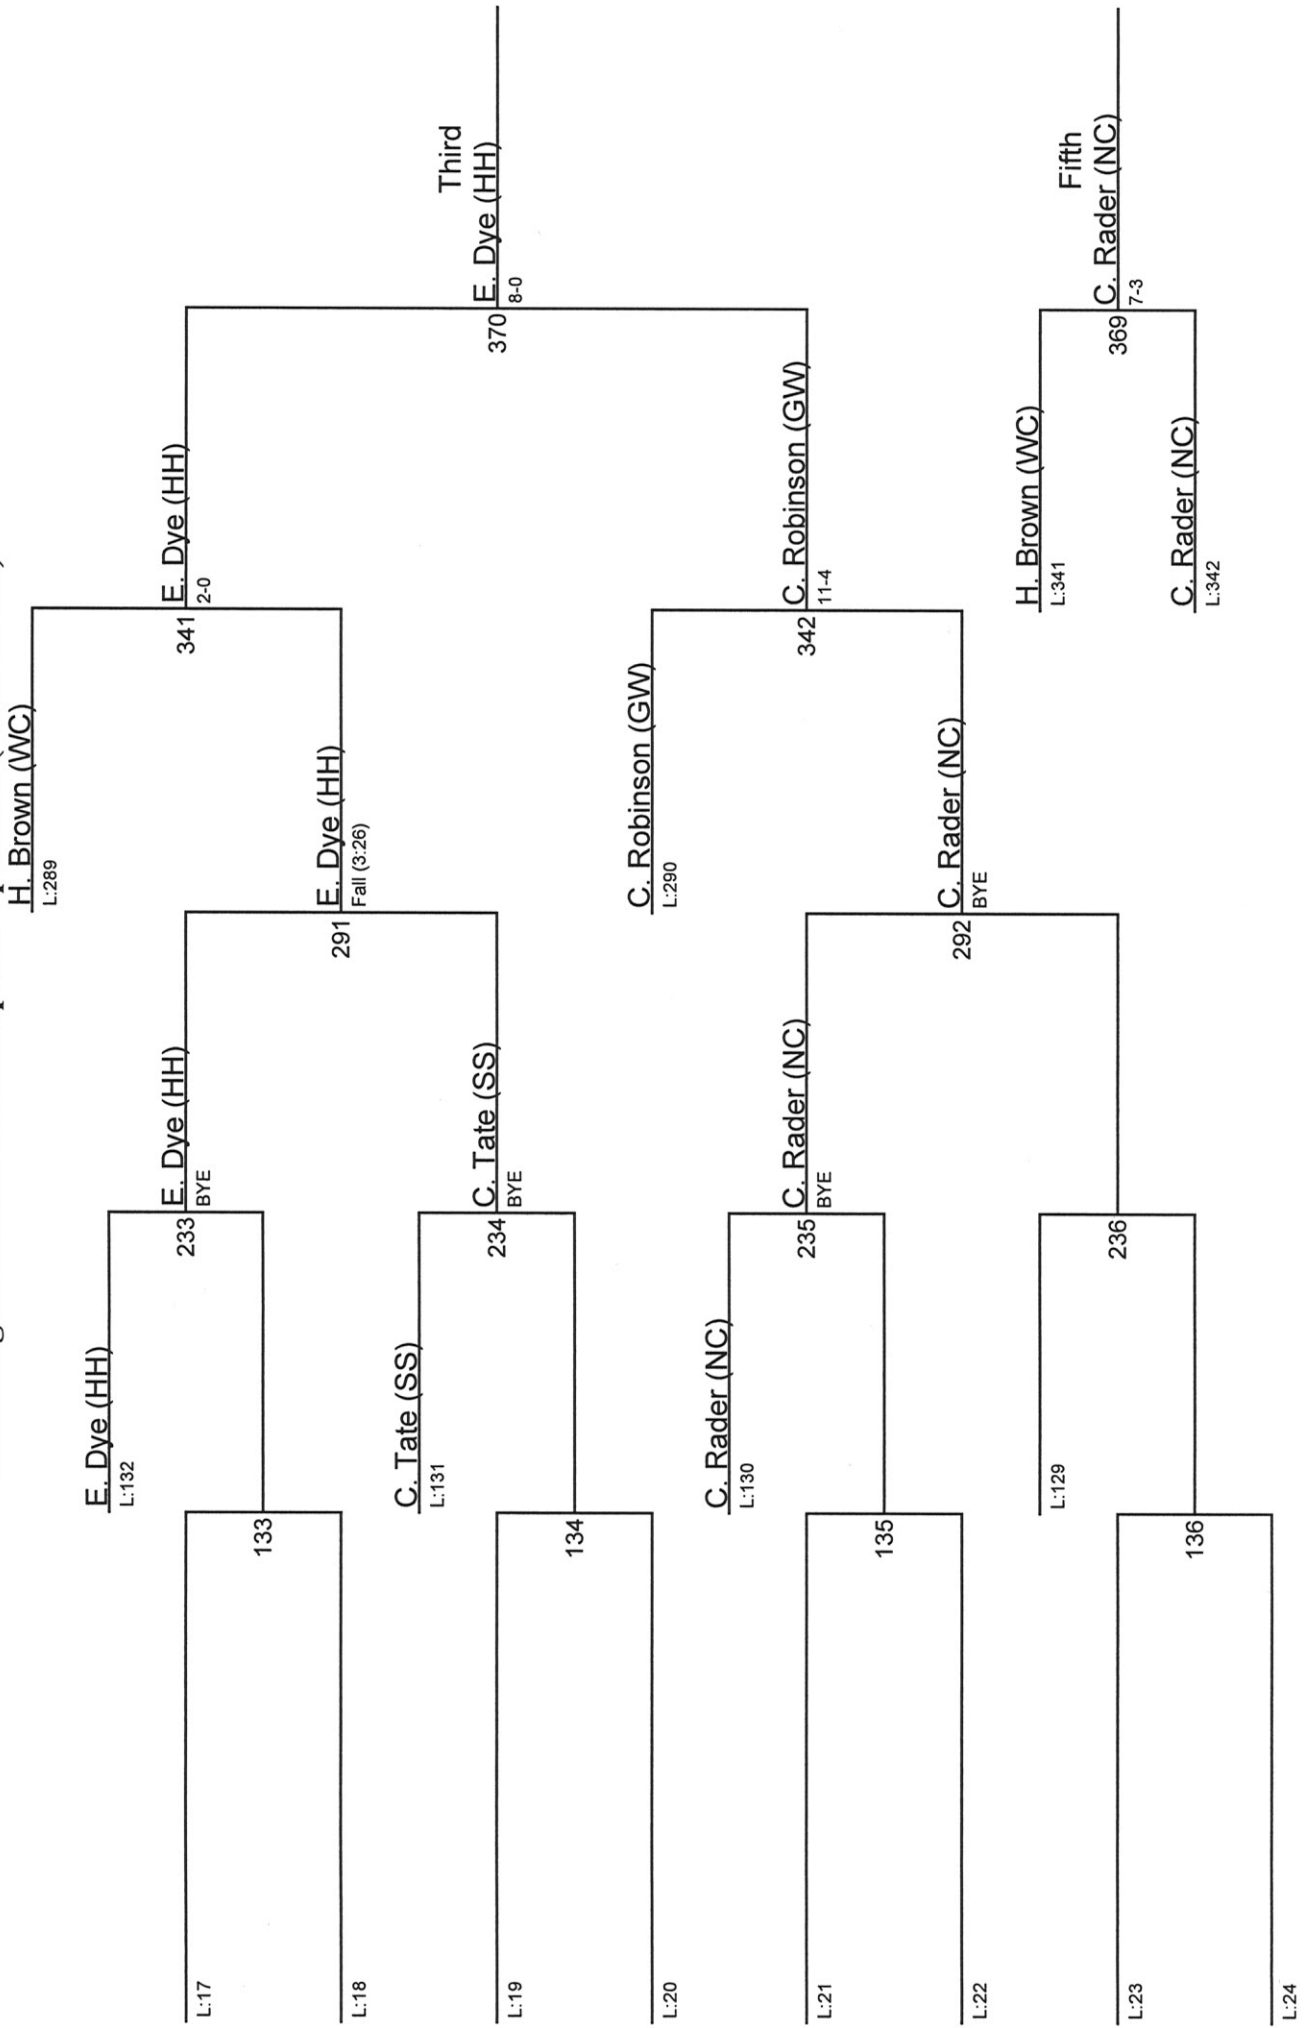 H. Brown (WC)
L:289
E. Dye (HH)
L:132
E. Dye (HH)
BYE
233
L:17
133
L:18
E. Dye (HH)
2-0
341
E. Dye (HH)
Fall (3:26)
291
C. Tate (SS)
L:131
C. Tate (SS)
BYE
234
L:19
134
L:20
Third
E. Dye (HH)
8-0
370
C. Robinson (GW)
L:290
C. Robinson (GW)
11-4
342
C. Rader (NC)
L:130
C. Rader (NC)
BYE
235
L:21
135
L:22
C. Rader (NC)
BYE
292
L:129
236
L:23
136
L:24
H. Brown (WC)
L:341
Fifth
C. Rader (NC)
7-3
369
C. Rader (NC)
L:342